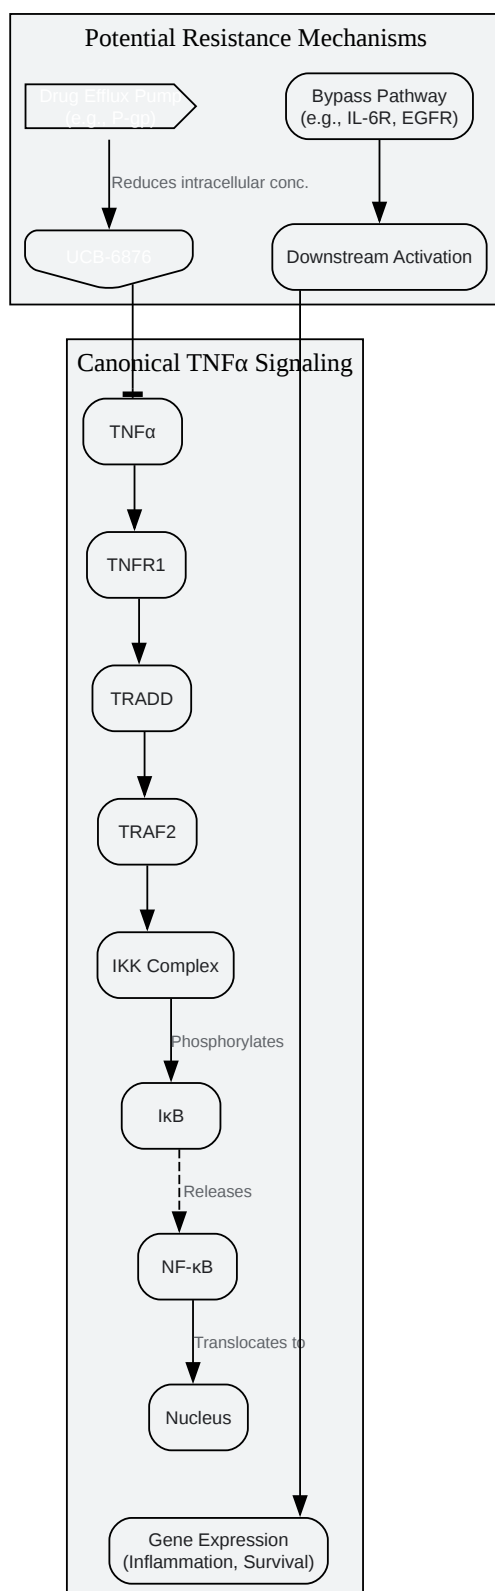 Potential Resistance Mechanisms
Drug Efflux Pump
(e.g., P-gp)
Bypass Pathway
(e.g., IL-6R, EGFR)
Reduces intracellular conc.
UCB-6876
Downstream Activation
Canonical TNFα Signaling
TNFα
TNFR1
TRADD
TRAF2
IKK Complex
Phosphorylates
IκB
Releases
NF-κB
Translocates to
Nucleus
Gene Expression
(Inflammation, Survival)